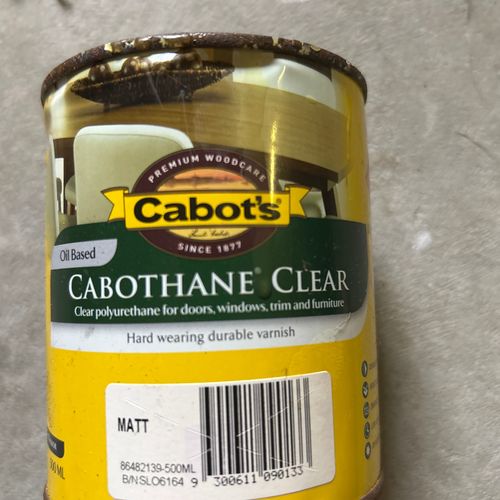 PREMIUM WOODCARE
Cabot's
SINCE 1877
Oil Based
CABOTHANE® CLEAR
Clear polyurethane for doors, windows, trim and furniture
Hard wearing durable varnish
MATT
86482139-500ML
B/NSLO6164
9 300611 090133